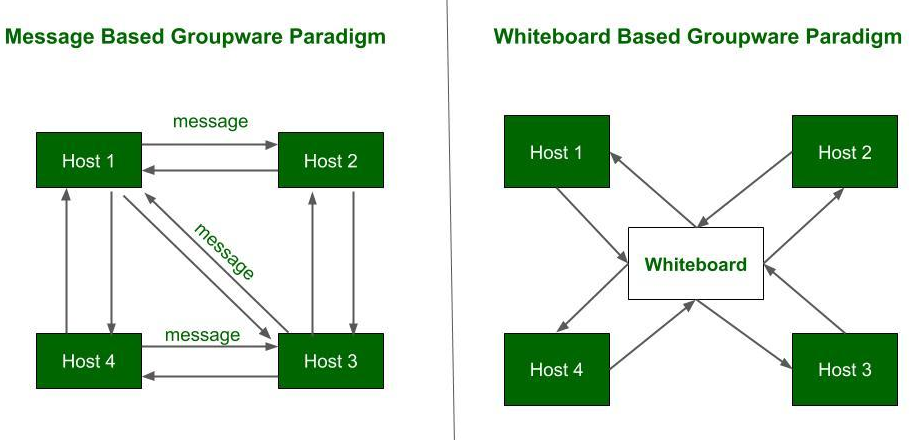 Message Based Groupware Paradigm
message
Host 1
Host 2
message
message
Host 4
Host 3
Whiteboard Based Groupware Paradigm
Host 1
Host 2
Whiteboard
Host 4
Host 3